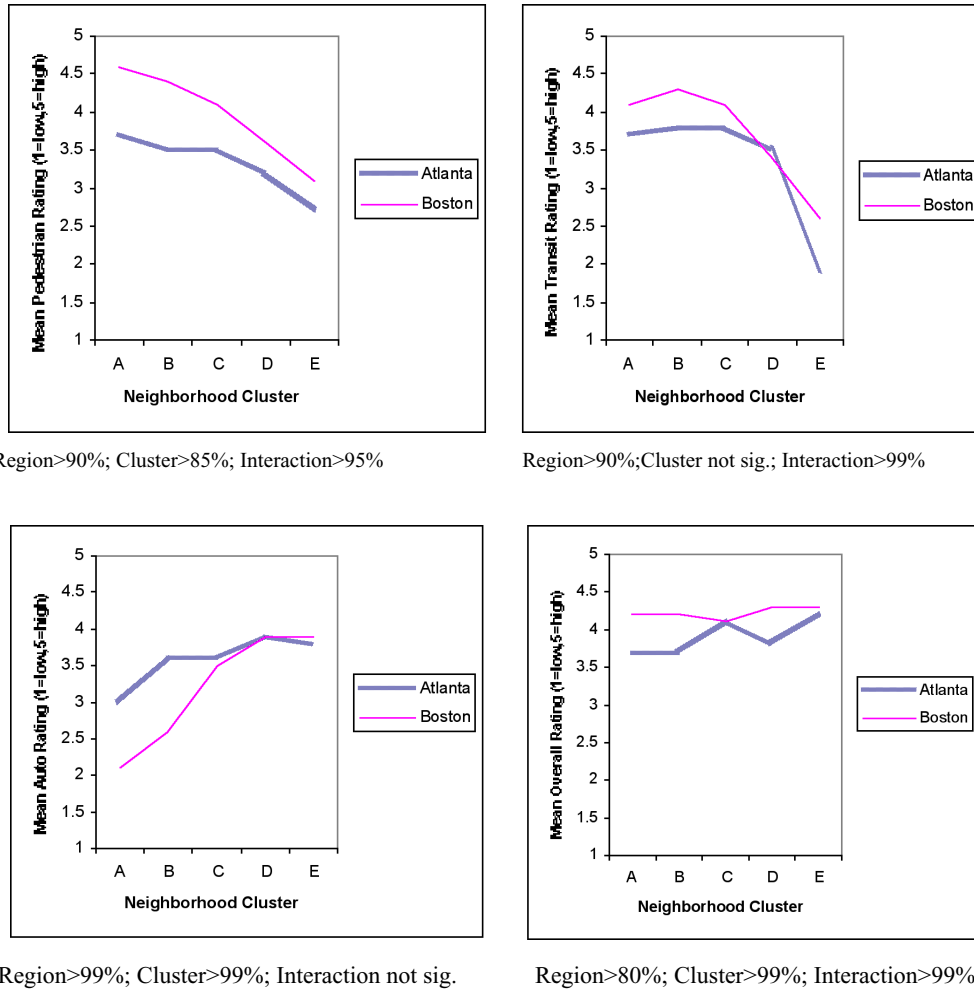 Mean Pedestrian Rating (1=low,5=high)
5
4.5
4
3.5
3
2.5
2
1.5
1
A B C D E
Neighborhood Cluster
Atlanta
Boston
Region>90%; Cluster>85%; Interaction>95%
Mean Transit Rating (1=low,5=high)
5
4.5
4
3.5
3
2.5
2
1.5
1
A B C D E
Neighborhood Cluster
Atlanta
Boston
Region>90%;Cluster not sig.; Interaction>99%
Mean Auto Rating (1=low,5=high)
5
4.5
4
3.5
3
2.5
2
1.5
1
A B C D E
Neighborhood Cluster
Atlanta
Boston
Region>99%; Cluster>99%; Interaction not sig.
Mean Overall Rating (1=low,5=high)
5
4.5
4
3.5
3
2.5
2
1.5
1
A B C D E
Neighborhood Cluster
Atlanta
Boston
Region>80%; Cluster>99%; Interaction>99%